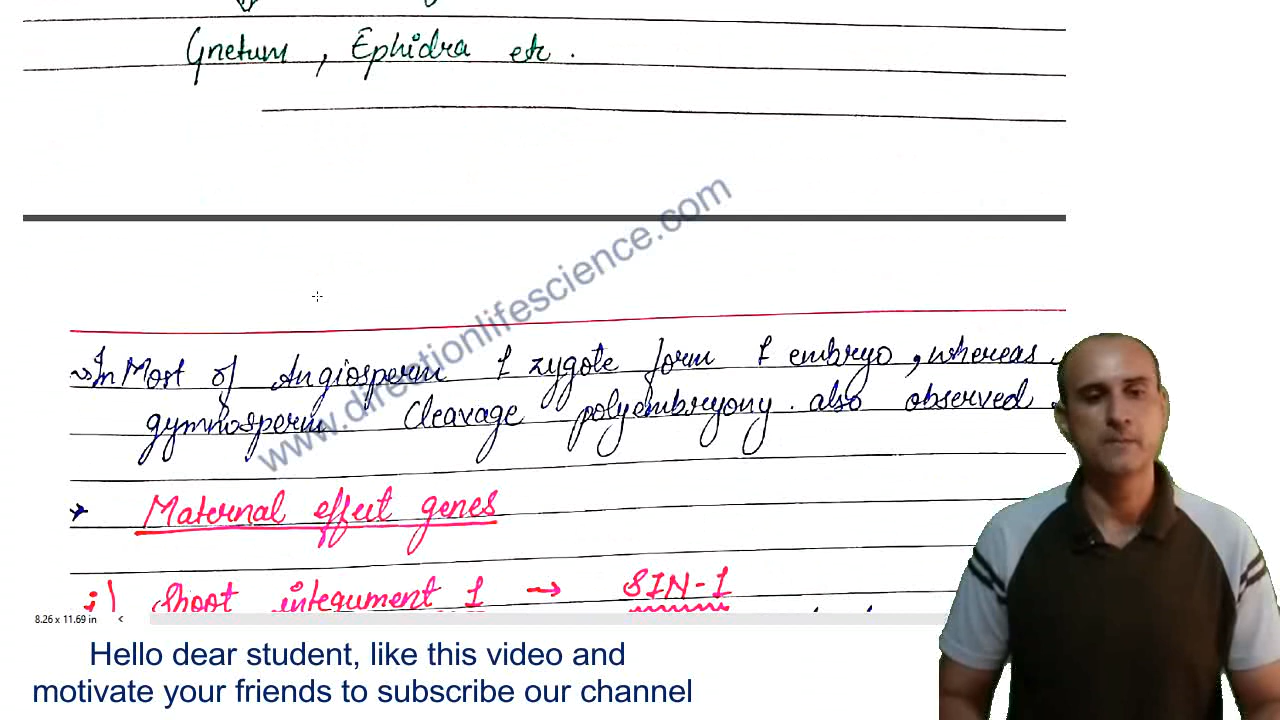 Gnetum, Ephidra etc.
www.directionlifescience.com
In Most of Angiosperm 1 zygote form 1 embryo, whereas
gymnosperm cleavage polyembryony also observed.
Maternal effect genes
i) Shoot integument 1 → SIN-1
8.26 x 11.69 in
Hello dear student, like this video and
motivate your friends to subscribe our channel